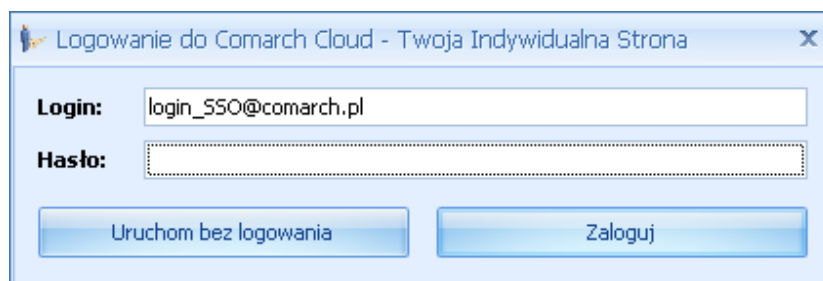 Logowanie do Comarch Cloud - Twoja Indywidualna Strona
Login: login_SSO@comarch.pl
Hasło:
Uruchom bez logowania Zaloguj